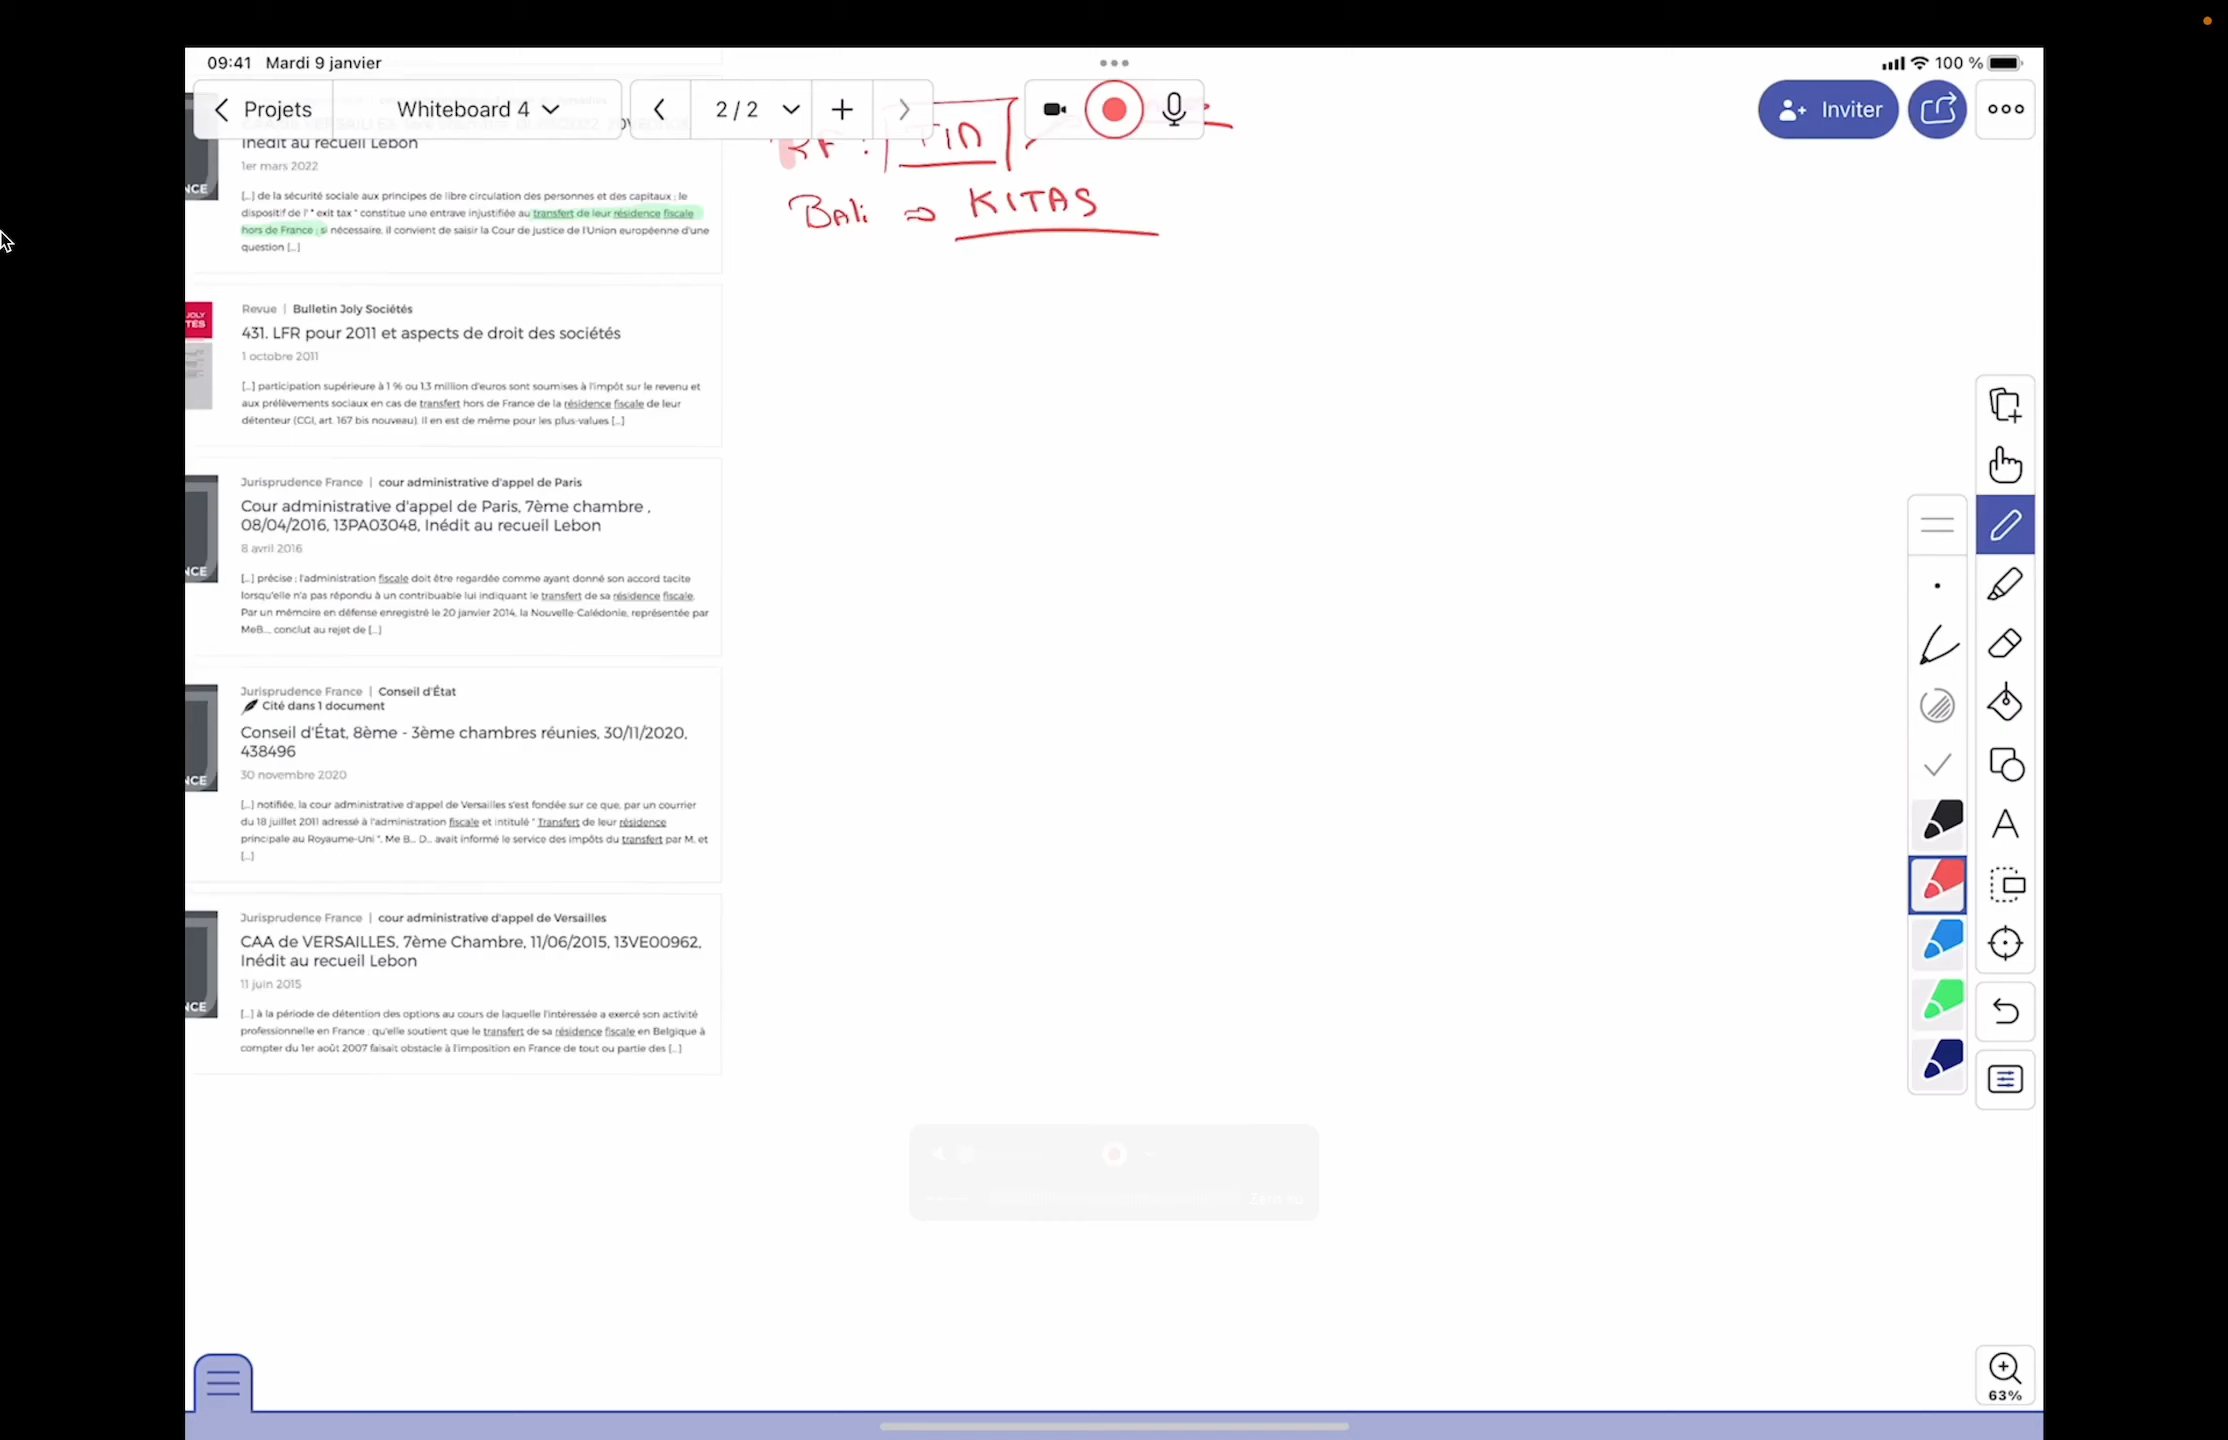 09:41 Mardi 9 janvier
100 %
Projets
Whiteboard 4
2 / 2
Inviter
Inédit au recueil Lebon
1er mars 2022
[...] de la sécurité sociale aux principes de libre circulation des personnes et des capitaux ; le
dispositif de l' " exit tax " constitue une entrave injustifiée au transfert de leur résidence fiscale
hors de France ; si nécessaire, il convient de saisir la Cour de justice de l'Union européenne d'une
question [...]
NCE
RF : TIN
Bali ⇒ KITAS
JOLY
TÉS
Revue | Bulletin Joly Sociétés
431. LFR pour 2011 et aspects de droit des sociétés
1 octobre 2011
[...] participation supérieure à 1 % ou 1,3 million d'euros sont soumises à l'impôt sur le revenu et
aux prélèvements sociaux en cas de transfert hors de France de la résidence fiscale de leur
détenteur (CGI, art. 167 bis nouveau). Il en est de même pour les plus-values [...]
Jurisprudence France | cour administrative d'appel de Paris
Cour administrative d'appel de Paris, 7ème chambre ,
08/04/2016, 13PA03048, Inédit au recueil Lebon
8 avril 2016
NCE
[...] précise ; l'administration fiscale doit être regardée comme ayant donné son accord tacite
lorsqu'elle n'a pas répondu à un contribuable lui indiquant le transfert de sa résidence fiscale.
Par un mémoire en défense enregistré le 20 janvier 2014, la Nouvelle-Calédonie, représentée par
MeB..., conclut au rejet de [...]
Jurisprudence France | Conseil d'État
Cité dans 1 document
Conseil d'État, 8ème - 3ème chambres réunies, 30/11/2020,
438496
30 novembre 2020
NCE
[...] notifiée, la cour administrative d'appel de Versailles s'est fondée sur ce que, par un courrier
du 18 juillet 2011 adressé à l'administration fiscale et intitulé " Transfert de leur résidence
principale au Royaume-Uni ", Me B... D... avait informé le service des impôts du transfert par M. et
[...]
Jurisprudence France | cour administrative d'appel de Versailles
CAA de VERSAILLES, 7ème Chambre, 11/06/2015, 13VE00962,
Inédit au recueil Lebon
11 juin 2015
NCE
[...] à la période de détention des options au cours de laquelle l'intéressée a exercé son activité
professionnelle en France ; qu'elle soutient que le transfert de sa résidence fiscale en Belgique à
compter du 1er août 2007 faisait obstacle à l'imposition en France de tout ou partie des [...]
A
63%